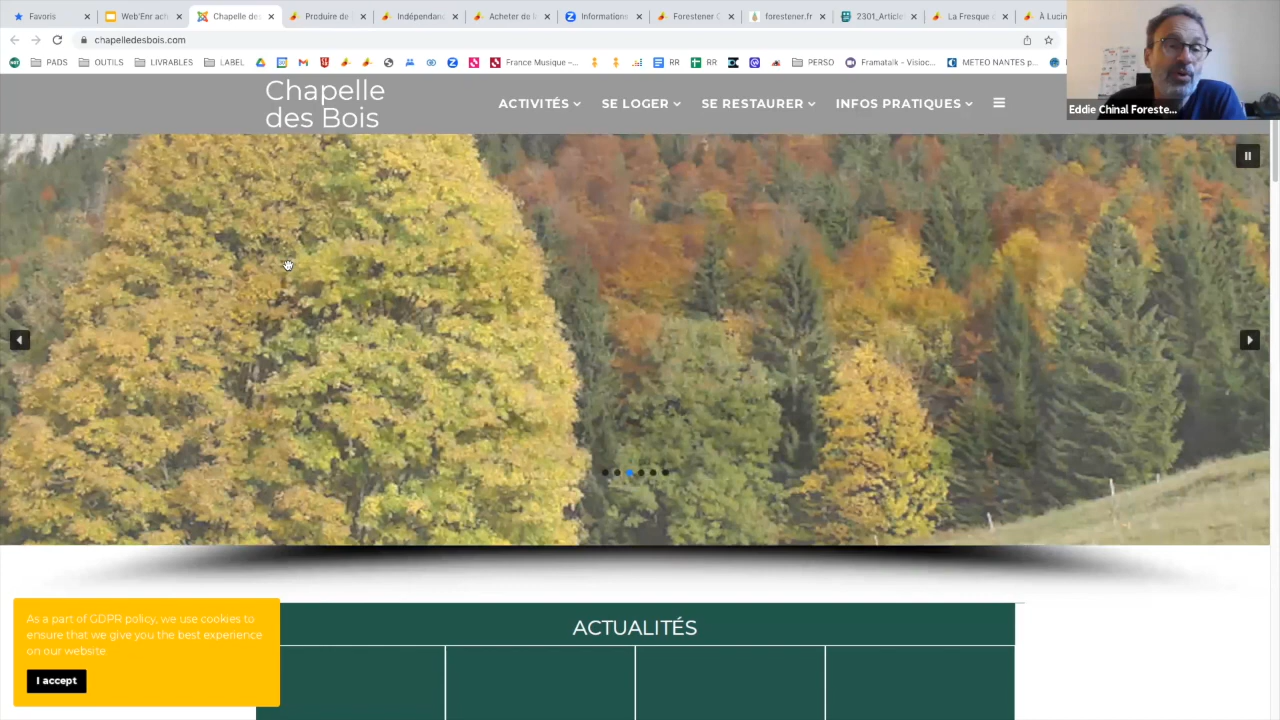 Favoris
Web'Enr ach
Chapelle des
Produire de
Indépendan
Acheter de l
Informations
Forestener
forestener.fr
2301_Article
La Fresque
À Lucin
chapelledesbois.com
PADS
OUTILS
LIVRABLES
LABEL
France Musique –...
RR
RR
PERSO
Framatalk – Visioc...
METEO NANTES p...
Eddie Chinal Foreste...
Chapelle
des Bois
ACTIVITÉS
SE LOGER
SE RESTAURER
INFOS PRATIQUES
As a part of GDPR policy, we use cookies to
ensure that we give you the best experience
on our website.
I accept
ACTUALITÉS